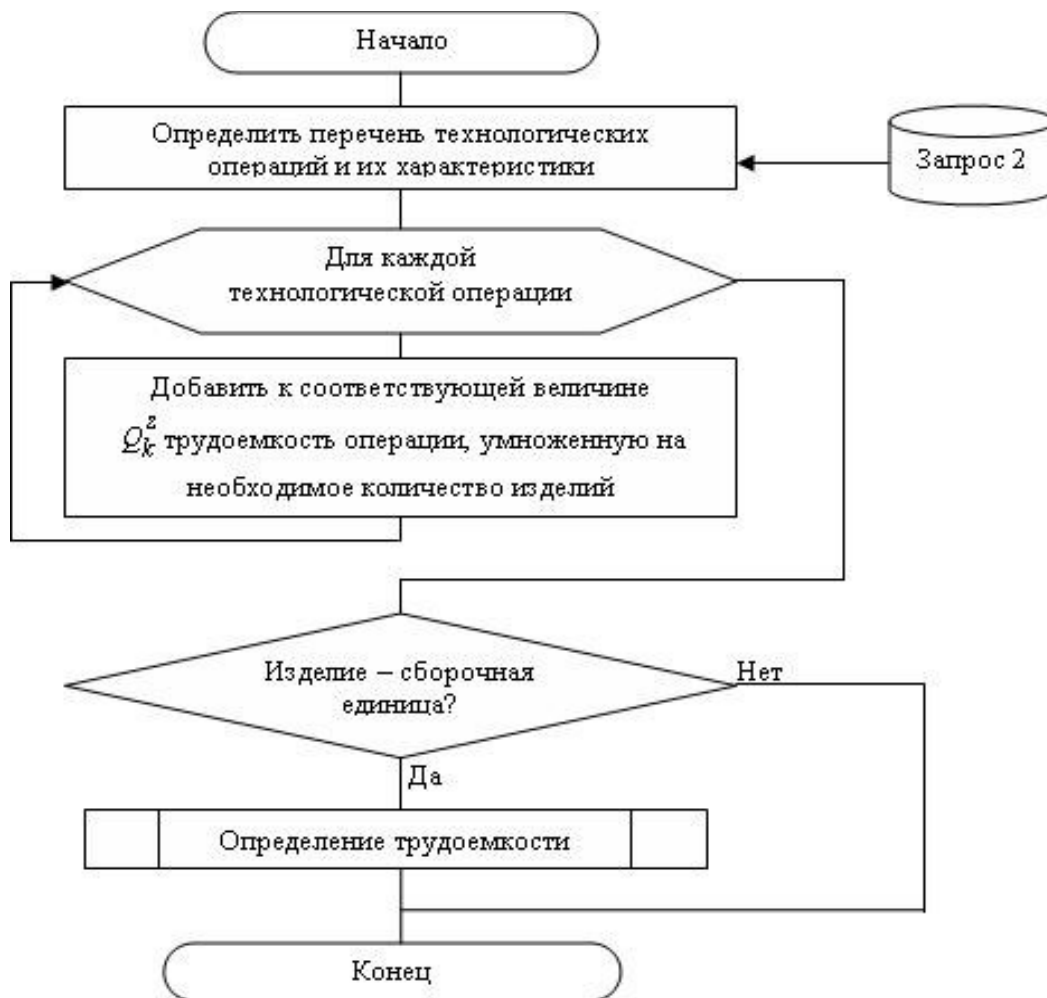 Начало
Определить перечень технологических
операций и их характеристики
Запрос 2
Для каждой
технологической операции
Добавить к соответствующей величине
Q_k^z трудоемкость операции, умноженную на
необходимое количество изделий
Изделие – сборочная
единица?
Нет
Да
Определение трудоемкости
Конец